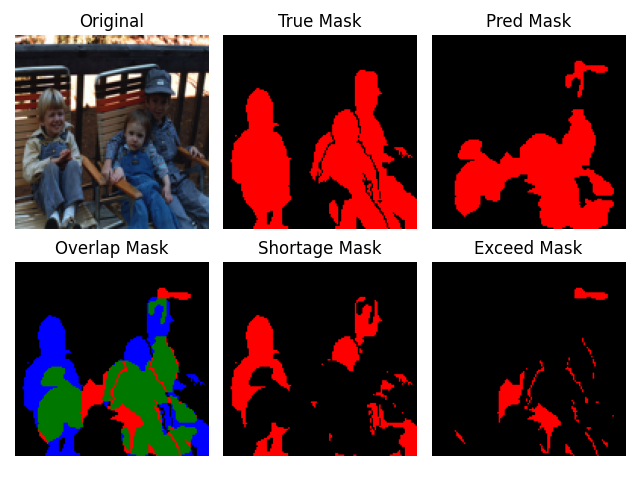 Original
True Mask
Pred Mask
Overlap Mask
Shortage Mask
Exceed Mask